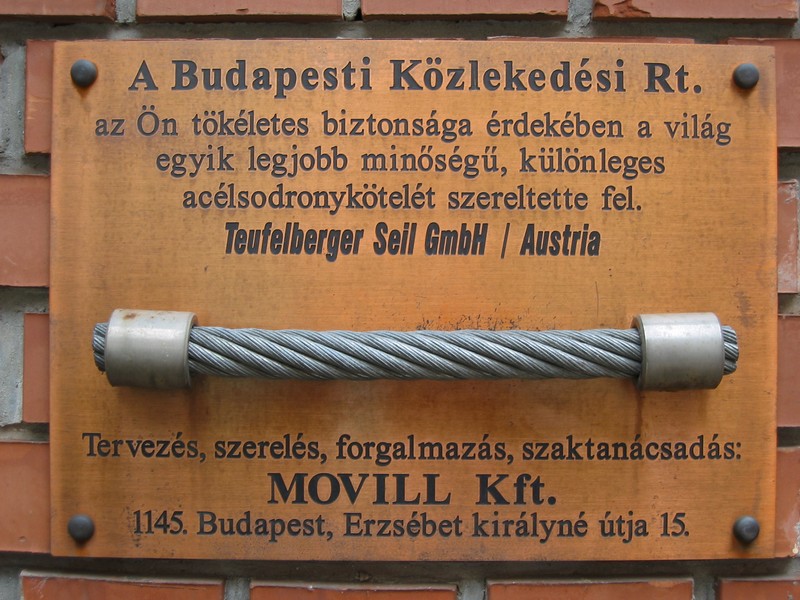 A Budapesti Közlekedési Rt.
az Ön tökéletes biztonsága érdekében a világ
egyik legjobb minőségű, különleges
acélsodronykötelét szereltette fel.
Teufelberger Seil GmbH / Austria
Tervezés, szerelés, forgalmazás, szaktanácsadás:
MOVILL Kft.
1145. Budapest, Erzsébet királyné útja 15.